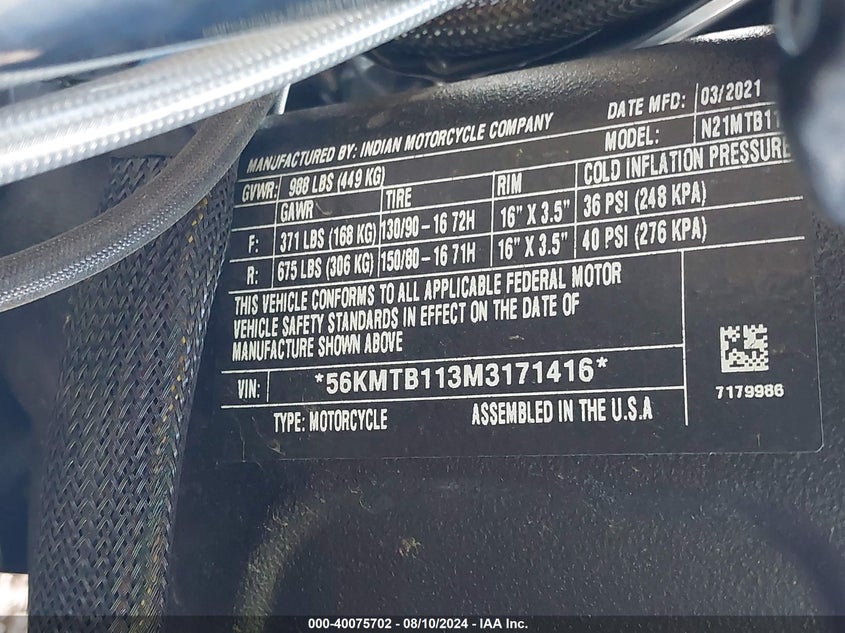 MANUFACTURED BY: INDIAN MOTORCYCLE COMPANY DATE MFD: 03/2021
GVWR: 988 LBS (449 KG) MODEL: N21MTB11
GAWR TIRE RIM COLD INFLATION PRESSURE
F: 371 LBS (168 KG) 130/90 - 16 72H 16" X 3.5" 36 PSI (248 KPA)
R: 675 LBS (306 KG) 150/80 - 16 71H 16" X 3.5" 40 PSI (276 KPA)
THIS VEHICLE CONFORMS TO ALL APPLICABLE FEDERAL MOTOR
VEHICLE SAFETY STANDARDS IN EFFECT ON THE DATE OF
MANUFACTURE SHOWN ABOVE
VIN: *56KMTB113M3171416*
7179986
TYPE: MOTORCYCLE ASSEMBLED IN THE U.S.A
000-40075702 - 08/10/2024 - IAA Inc.